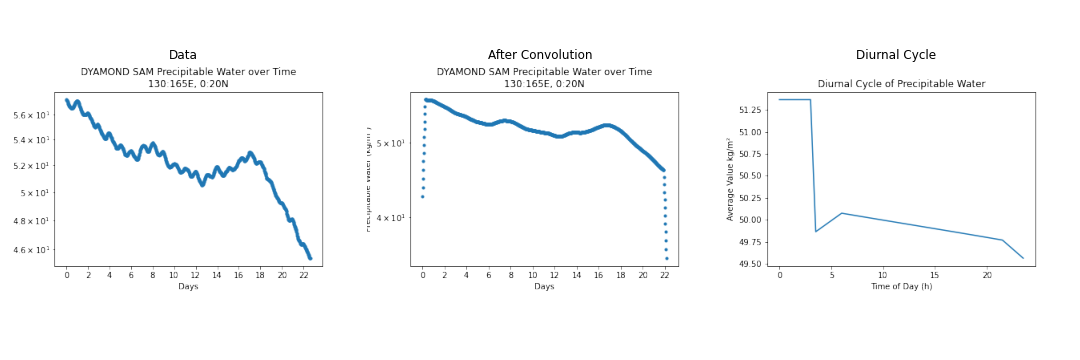 Data
DYAMOND SAM Precipitable Water over Time
130:165E, 0:20N
5.6 × 10¹
5.4 × 10¹
5.2 × 10¹
5 × 10¹
4.8 × 10¹
4.6 × 10¹
0 2 4 6 8 10 12 14 16 18 20 22
Days
After Convolution
DYAMOND SAM Precipitable Water over Time
130:165E, 0:20N
5 × 10¹
4 × 10¹
0 2 4 6 8 10 12 14 16 18 20 22
Days
Diurnal Cycle
Diurnal Cycle of Precipitable Water
Average Value kg/m²
51.25
51.00
50.75
50.50
50.25
50.00
49.75
49.50
0 5 10 15 20
Time of Day (h)